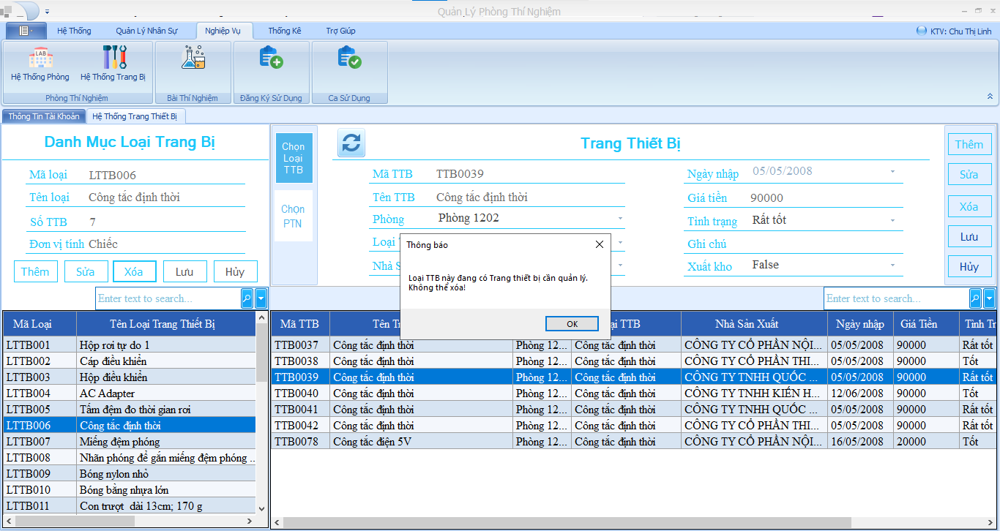 Quản Lý Phòng Thí Nghiệm
Hệ Thống Quản Lý Nhân Sự Nghiệp Vụ Thống Kê Trợ Giúp KTV: Chu Thị Linh
LAB
Hệ Thống Phòng Hệ Thống Trang Bị
Phòng Thí Nghiệm Bài Thí Nghiệm Đăng Ký Sử Dụng Ca Sử Dụng
Thông Tin Tài Khoản Hệ Thống Trang Thiết Bị
Danh Mục Loại Trang Bị
Mã loại LTTB006
Tên loại Công tắc định thời
Số TTB 7
Đơn vị tính Chiếc
Thêm Sửa Xóa Lưu Hủy
Enter text to search...
Mã Loại Tên Loại Trang Thiết Bị
LTTB001 Hộp rơi tự do 1
LTTB002 Cáp điều khiển
LTTB003 Hộp điều khiển
LTTB004 AC Adapter
LTTB005 Tấm đệm đo thời gian rơi
LTTB006 Công tắc định thời
LTTB007 Miếng đệm phóng
LTTB008 Nhãn phóng để gắn miếng đệm phóng ..
LTTB009 Bóng nylon nhỏ
LTTB010 Bóng bằng nhựa lớn
LTTB011 Con trượt dài 13cm; 170 g
Chọn
Loại
TTB
Chọn
PTN
Trang Thiết Bị
Mã TTB TTB0039 Ngày nhập 05/05/2008
Tên TTB Công tắc định thời Giá tiền 90000
Phòng Phòng 1202 Tình trạng Rất tốt
Loại Ghi chú
Nhà Xuất kho False
Thêm
Sửa
Xóa
Lưu
Hủy
Thông báo
Loại TTB này đang có Trang thiết bị cần quản lý.
Không thể xóa!
OK
Enter text to search...
Mã TTB Tên TTB Nhà Sản Xuất Ngày nhập Giá Tiền Tình Tr
TTB0037 Công tắc định thời Phòng 12... Công tắc định thời CÔNG TY CỔ PHẦN NỘI... 05/05/2008 90000 Rất tốt
TTB0038 Công tắc định thời Phòng 12... Công tắc định thời CÔNG TY CỔ PHẦN THI... 05/05/2008 90000 Tốt
TTB0039 Công tắc định thời Phòng 12... Công tắc định thời CÔNG TY TNHH QUỐC ... 05/05/2008 90000 Rất tốt
TTB0040 Công tắc định thời Phòng 12... Công tắc định thời CÔNG TY TNHH KIẾN H... 12/06/2008 90000 Tốt
TTB0041 Công tắc định thời Phòng 12... Công tắc định thời CÔNG TY TNHH QUỐC ... 05/05/2008 90000 Rất tốt
TTB0042 Công tắc định thời Phòng 12... Công tắc định thời CÔNG TY CỔ PHẦN THI... 05/05/2008 90000 Rất tốt
TTB0078 Công tắc điện 5V Phòng 12... Công tắc định thời CÔNG TY CỔ PHẦN NỘI... 16/05/2008 20000 Tốt